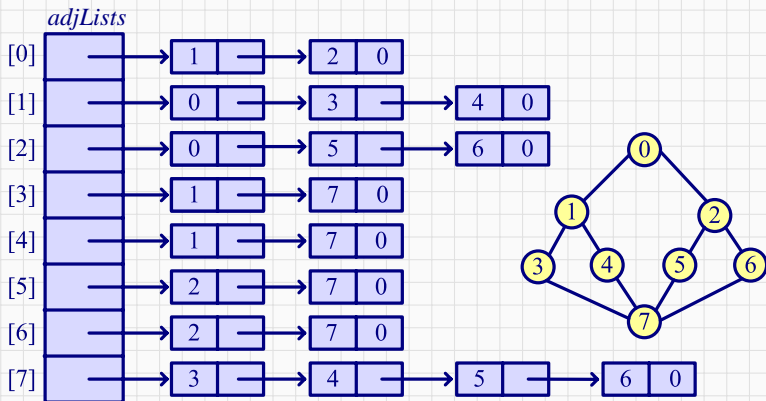 adjLists
[0] 1 2 0
[1] 0 3 4 0
[2] 0 5 6 0
[3] 1 7 0
[4] 1 7 0
[5] 2 7 0
[6] 2 7 0
[7] 3 4 5 6 0
0
1 2
3 4 5 6
7